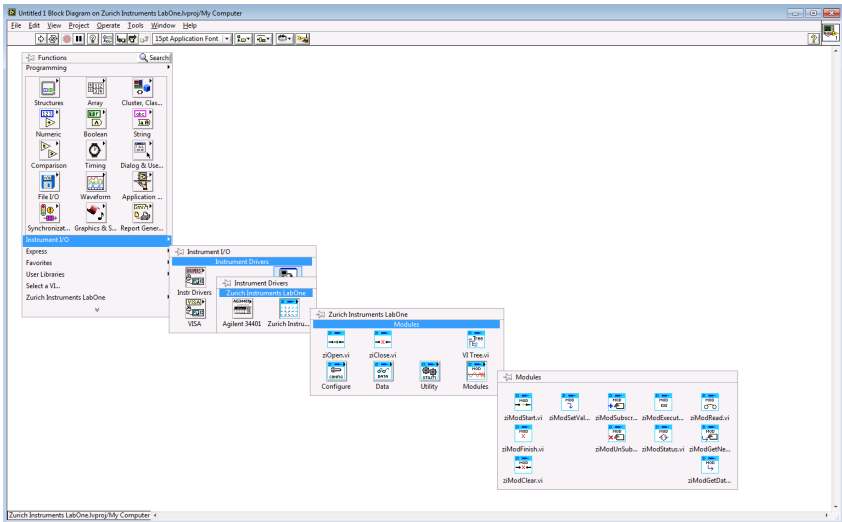 Untitled 1 Block Diagram on Zurich Instruments LabOne.lvproj/My Computer
File Edit View Project Operate Tools Window Help
15pt Application Font
Functions Search
Programming
Structures Array Cluster, Clas...
Numeric Boolean String
Comparison Timing Dialog & Use...
File I/O Waveform Application ...
Synchronizat... Graphics & S... Report Gener...
Instrument I/O
Express
Favorites
User Libraries
Select a VI...
Zurich Instruments LabOne
Instrument I/O
Instrument Drivers
Instr Drivers
VISA
Instrument Drivers
Zurich Instruments LabOne
Agilent 34401 Zurich Instru...
Zurich Instruments LabOne
Modules
ziOpen.vi ziClose.vi VI Tree.vi
Configure Data Utility Modules
Modules
ziModStart.vi ziModSetVal... ziModSubscr... ziModExecut... ziModRead.vi
ziModFinish.vi ziModUnSub... ziModStatus.vi ziModGetNe...
ziModClear.vi ziModGetDat...
Zurich Instruments LabOne.lvproj/My Computer